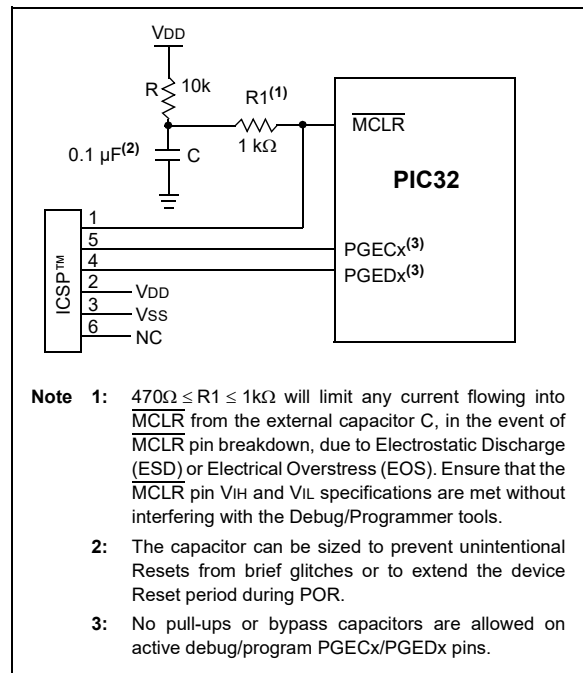 VDD
R 10k
R1(1)
1 kΩ
0.1 µF(2) C
MCLR
PIC32
PGECx(3)
PGEDx(3)
ICSP™
1
5
4
2 VDD
3 VSS
6 NC
Note 1: 470Ω ≤ R1 ≤ 1kΩ will limit any current flowing into
MCLR from the external capacitor C, in the event of
MCLR pin breakdown, due to Electrostatic Discharge
(ESD) or Electrical Overstress (EOS). Ensure that the
MCLR pin VIH and VIL specifications are met without
interfering with the Debug/Programmer tools.
2: The capacitor can be sized to prevent unintentional
Resets from brief glitches or to extend the device
Reset period during POR.
3: No pull-ups or bypass capacitors are allowed on
active debug/program PGECx/PGEDx pins.